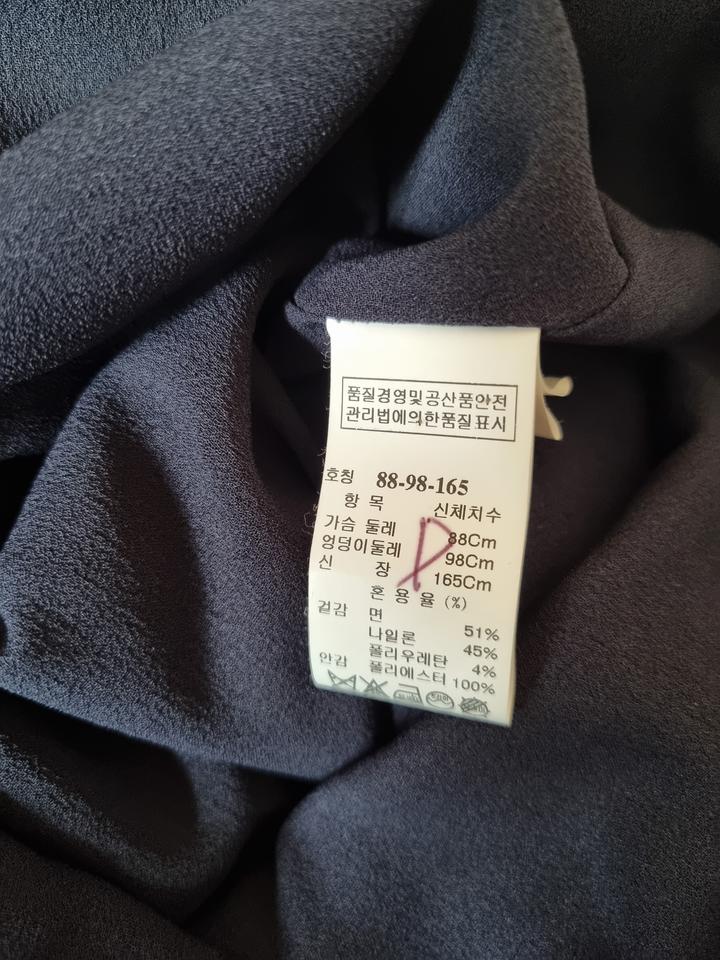 품질경영및공산품안전
관리법에의한품질표시
호칭 88-98-165
항 목 신체치수
가슴 둘레 88Cm
엉덩이둘레 98Cm
신 장 165Cm
혼 용 율 (%)
겉감 면 51%
나일론 45%
폴리우레탄 4%
안감 폴리에스터 100%